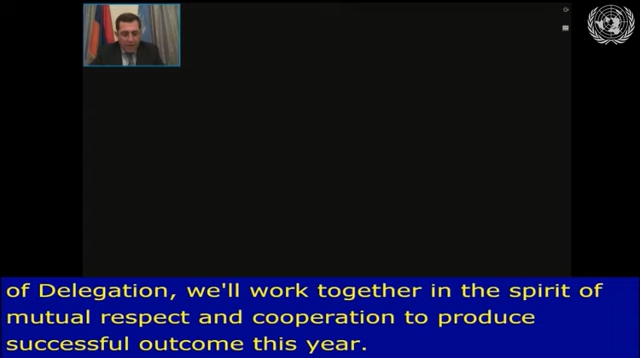 of Delegation, we'll work together in the spirit of
mutual respect and cooperation to produce
successful outcome this year.